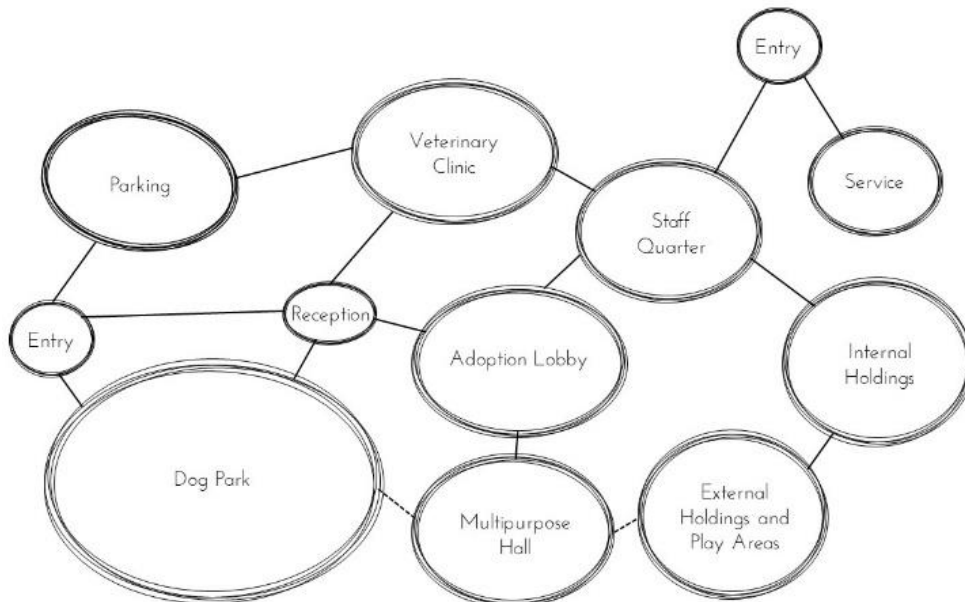 Entry
Veterinary
Clinic
Parking
Service
Staff
Quarter
Reception
Entry
Adoption Lobby
Internal
Holdings
Dog Park
External
Holdings and
Play Areas
Multipurpose
Hall